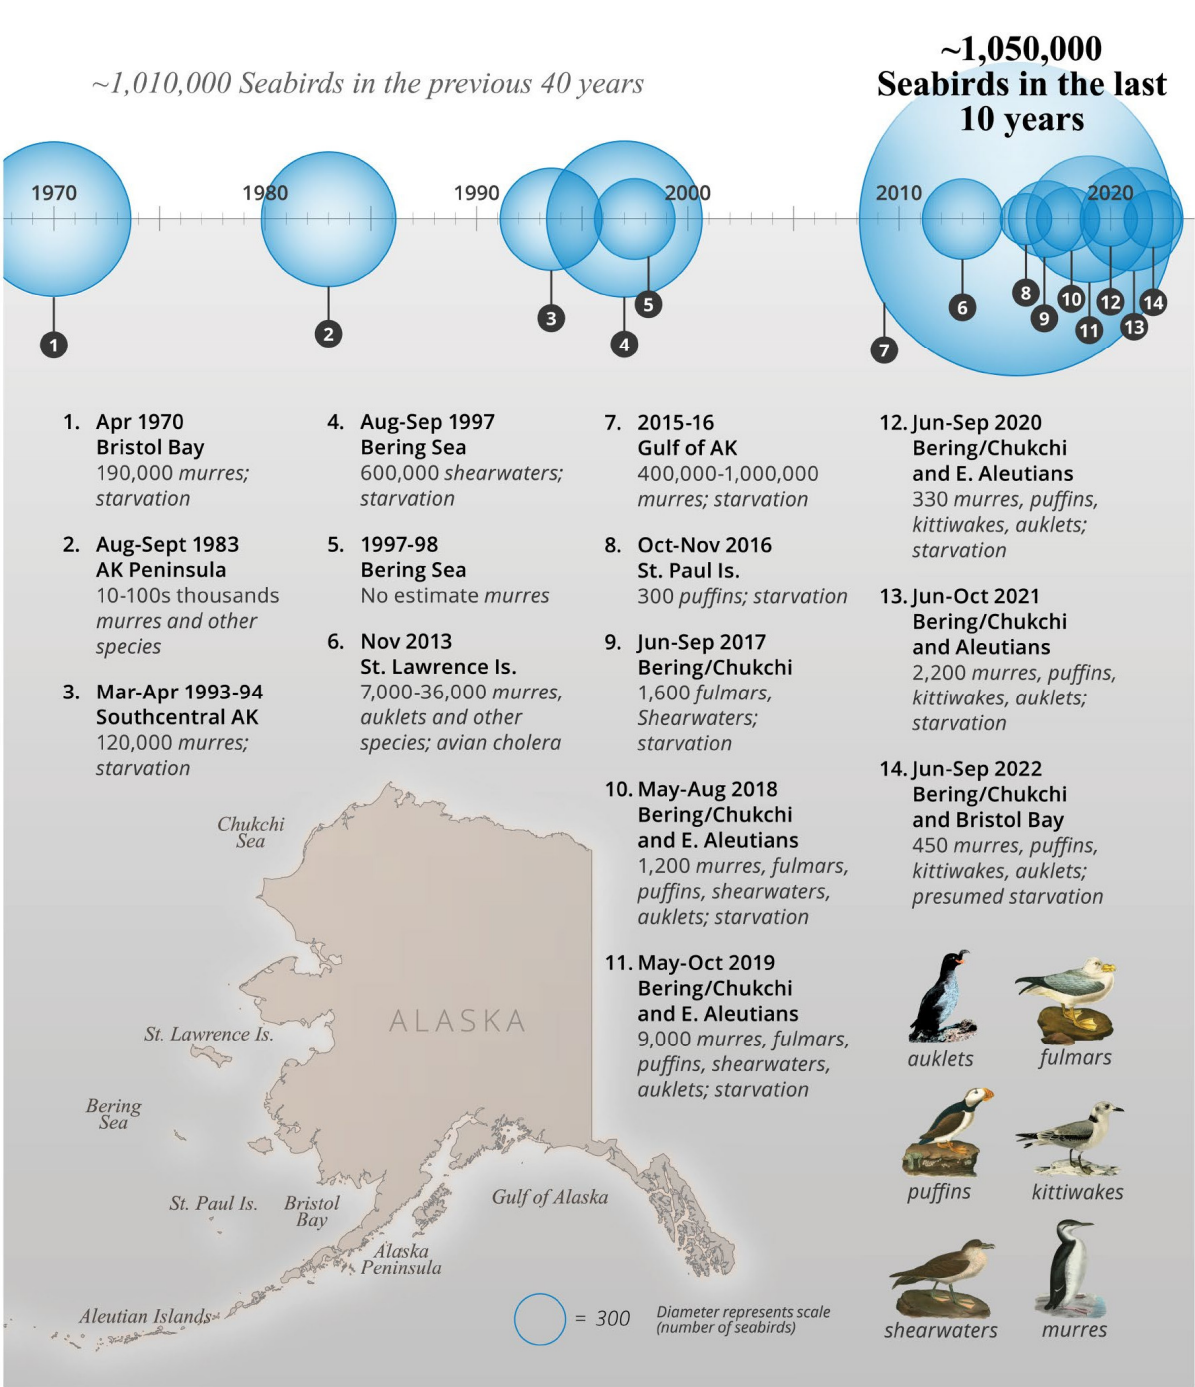 ~1,010,000 Seabirds in the previous 40 years
~1,050,000
Seabirds in the last
10 years
1970
1980
1990
2000
2010
2020
1
2
3
4
5
6
7
8
9
10
11
12
13
14
1. Apr 1970
Bristol Bay
190,000 murres;
starvation
2. Aug-Sept 1983
AK Peninsula
10-100s thousands
murres and other
species
3. Mar-Apr 1993-94
Southcentral AK
120,000 murres;
starvation
4. Aug-Sep 1997
Bering Sea
600,000 shearwaters;
starvation
5. 1997-98
Bering Sea
No estimate murres
6. Nov 2013
St. Lawrence Is.
7,000-36,000 murres,
auklets and other
species; avian cholera
7. 2015-16
Gulf of AK
400,000-1,000,000
murres; starvation
8. Oct-Nov 2016
St. Paul Is.
300 puffins; starvation
9. Jun-Sep 2017
Bering/Chukchi
1,600 fulmars,
Shearwaters;
starvation
10. May-Aug 2018
Bering/Chukchi
and E. Aleutians
1,200 murres, fulmars,
puffins, shearwaters,
auklets; starvation
11. May-Oct 2019
Bering/Chukchi
and E. Aleutians
9,000 murres, fulmars,
puffins, shearwaters,
auklets; starvation
12. Jun-Sep 2020
Bering/Chukchi
and E. Aleutians
330 murres, puffins,
kittiwakes, auklets;
starvation
13. Jun-Oct 2021
Bering/Chukchi
and Aleutians
2,200 murres, puffins,
kittiwakes, auklets;
starvation
14. Jun-Sep 2022
Bering/Chukchi
and Bristol Bay
450 murres, puffins,
kittiwakes, auklets;
presumed starvation
Chukchi
Sea
ALASKA
St. Lawrence Is.
Bering
Sea
St. Paul Is.
Bristol
Bay
Gulf of Alaska
Alaska
Peninsula
Aleutian Islands
auklets
fulmars
puffins
kittiwakes
shearwaters
murres
= 300
Diameter represents scale
(number of seabirds)